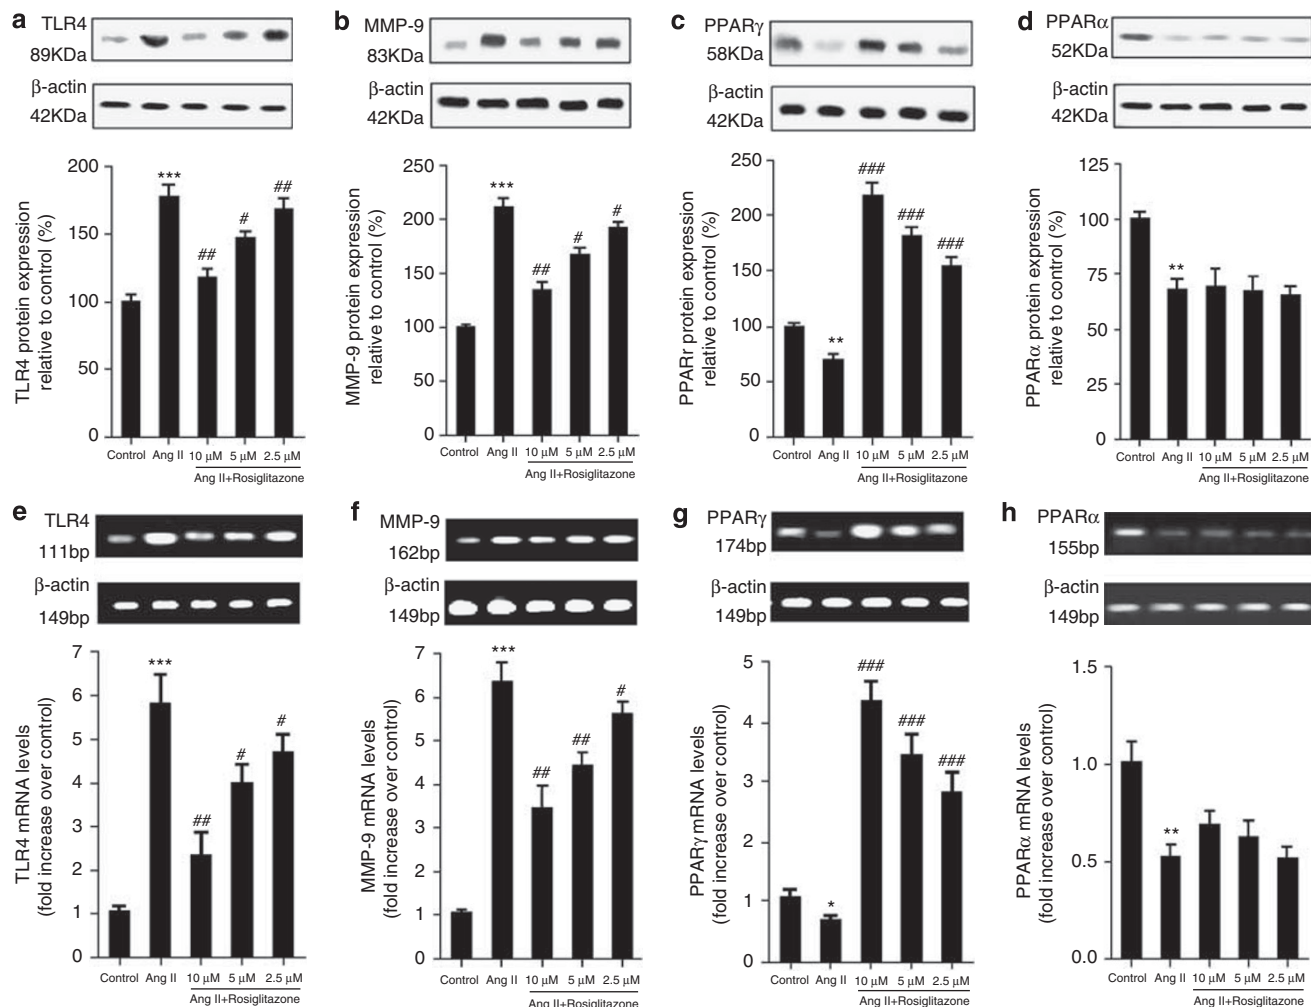 a
TLR4
89KDa
β-actin
42KDa
TLR4 protein expression
relative to control (%)
200
150
100
50
0
***
##
#
##
Control Ang II 10 μM 5 μM 2.5 μM
Ang II+Rosiglitazone
b
MMP-9
83KDa
β-actin
42KDa
MMP-9 protein expression
relative to control (%)
250
200
150
100
50
0
***
##
#
#
Control Ang II 10 μM 5 μM 2.5 μM
Ang II+Rosiglitazone
c
PPARγ
58KDa
β-actin
42KDa
PPARr protein expression
relative to control (%)
250
200
150
100
50
0
**
###
###
###
Control Ang II 10 μM 5 μM 2.5 μM
Ang II+Rosiglitazone
d
PPARα
52KDa
β-actin
42KDa
PPARα protein expression
relative to control (%)
125
100
75
50
25
0
**
Control Ang II 10 μM 5 μM 2.5 μM
Ang II+Rosiglitazone
e
TLR4
111bp
β-actin
149bp
TLR4 mRNA levels
(fold increase over control)
7
6
5
4
3
2
1
0
***
##
#
#
Control Ang II 10 μM 5 μM 2.5 μM
Ang II+Rosiglitazone
f
MMP-9
162bp
β-actin
149bp
MMP-9 mRNA levels
(fold increase over control)
7
6
5
4
3
2
1
0
***
##
##
#
Control Ang II 10 μM 5 μM 2.5 μM
Ang II+Rosiglitazone
g
PPARγ
174bp
β-actin
149bp
PPARγ mRNA levels
(fold increase over control)
5
4
3
2
1
0
*
###
###
###
Control Ang II 10 μM 5 μM 2.5 μM
Ang II+Rosiglitazone
h
PPARα
155bp
β-actin
149bp
PPARα mRNA levels
(fold increase over control)
1.5
1.0
0.5
0.0
**
Control Ang II 10 μM 5 μM 2.5 μM
Ang II+Rosiglitazone